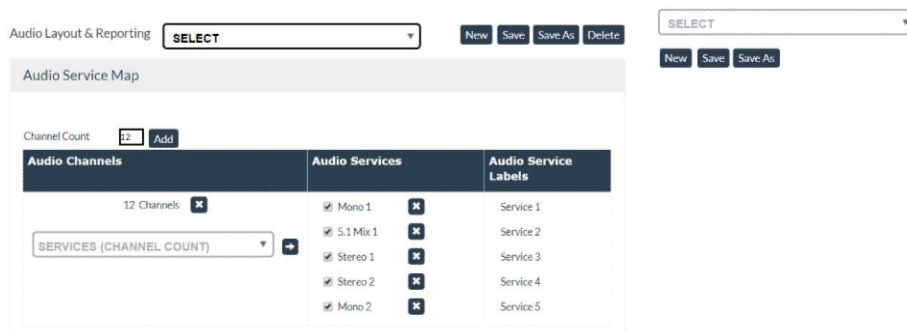 Audio Layout & Reporting SELECT New Save Save As Delete
SELECT
New Save Save As
Audio Service Map
Channel Count 12 Add
Audio Channels Audio Services Audio Service
Labels
12 Channels Mono 1 Service 1
SERVICES (CHANNEL COUNT) 5.1 Mix 1 Service 2
Stereo 1 Service 3
Stereo 2 Service 4
Mono 2 Service 5